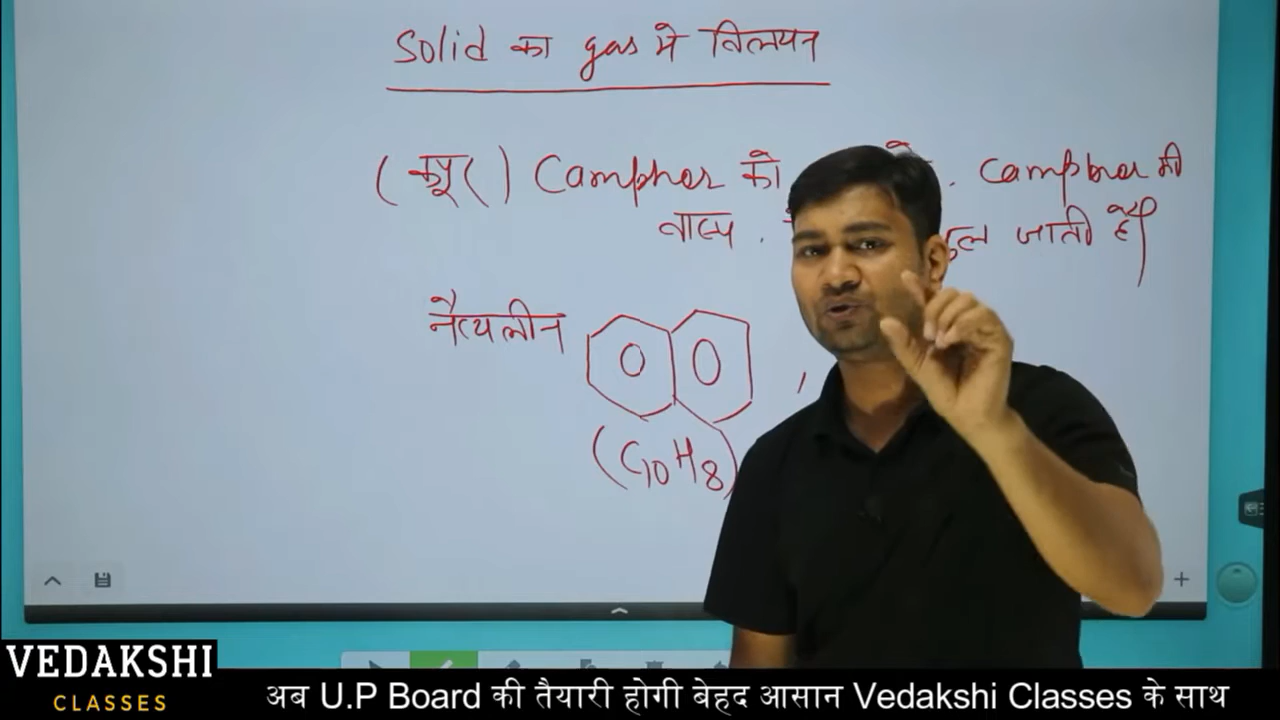 Solid का gas मे विलयन
(कपूर) Camphor को . Camphor की
वाष्प . जाती है।
नैफ्थलीन
(C10H8)
VEDAKSHI
CLASSES
अब U.P Board की तैयारी होगी बेहद आसान Vedakshi Classes के साथ